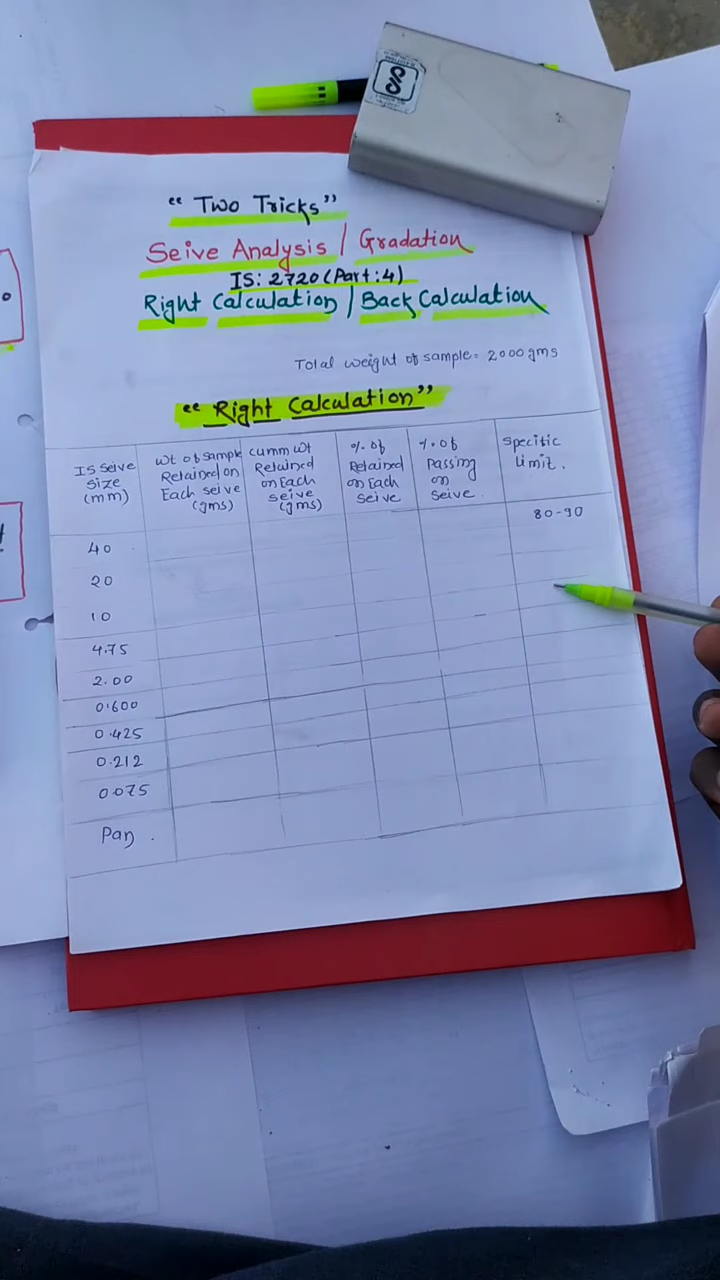 “ Two Tricks”
Seive Analysis / Gradation
IS: 2720 (Part:4)
Right Calculation / Back Calculation
Total weight of sample= 2000 gms
“ Right Calculation”
IS Seive
Size
(mm)
Wt of sample
Retained on
Each seive
(gms)
cumm wt
Retained
on Each
seive
(gms)
%. of
Retained
on Each
seive
%. of
Passing
on
Seive.
Specific
limit.
80-90
40
20
10
4.75
2.00
0.600
0.425
0.212
0.075
Pan .